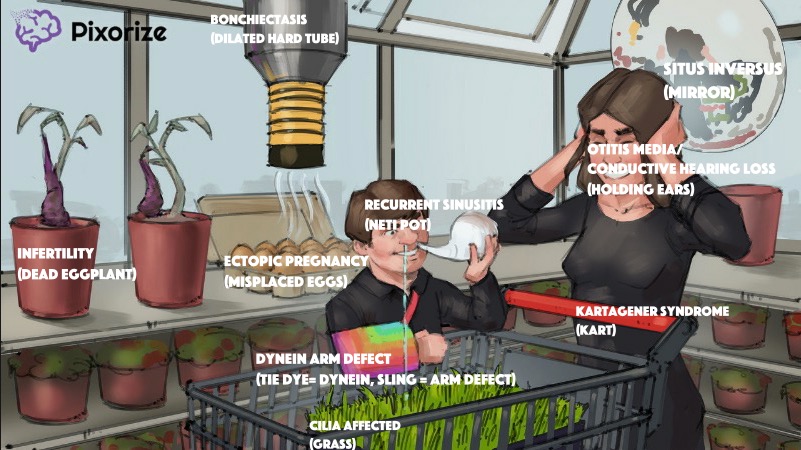 Pixorize
BONCHIECTASIS
(DILATED HARD TUBE)
SITUS INVERSUS
(MIRROR)
OTITIS MEDIA/
CONDUCTIVE HEARING LOSS
(HOLDING EARS)
RECURRENT SINUSITIS
(NETI POT)
INFERTILITY
(DEAD EGGPLANT)
ECTOPIC PREGNANCY
(MISPLACED EGGS)
KARTAGENER SYNDROME
(KART)
DYNEIN ARM DEFECT
(TIE DYE= DYNEIN, SLING = ARM DEFECT)
CILIA AFFECTED
(GRASS)